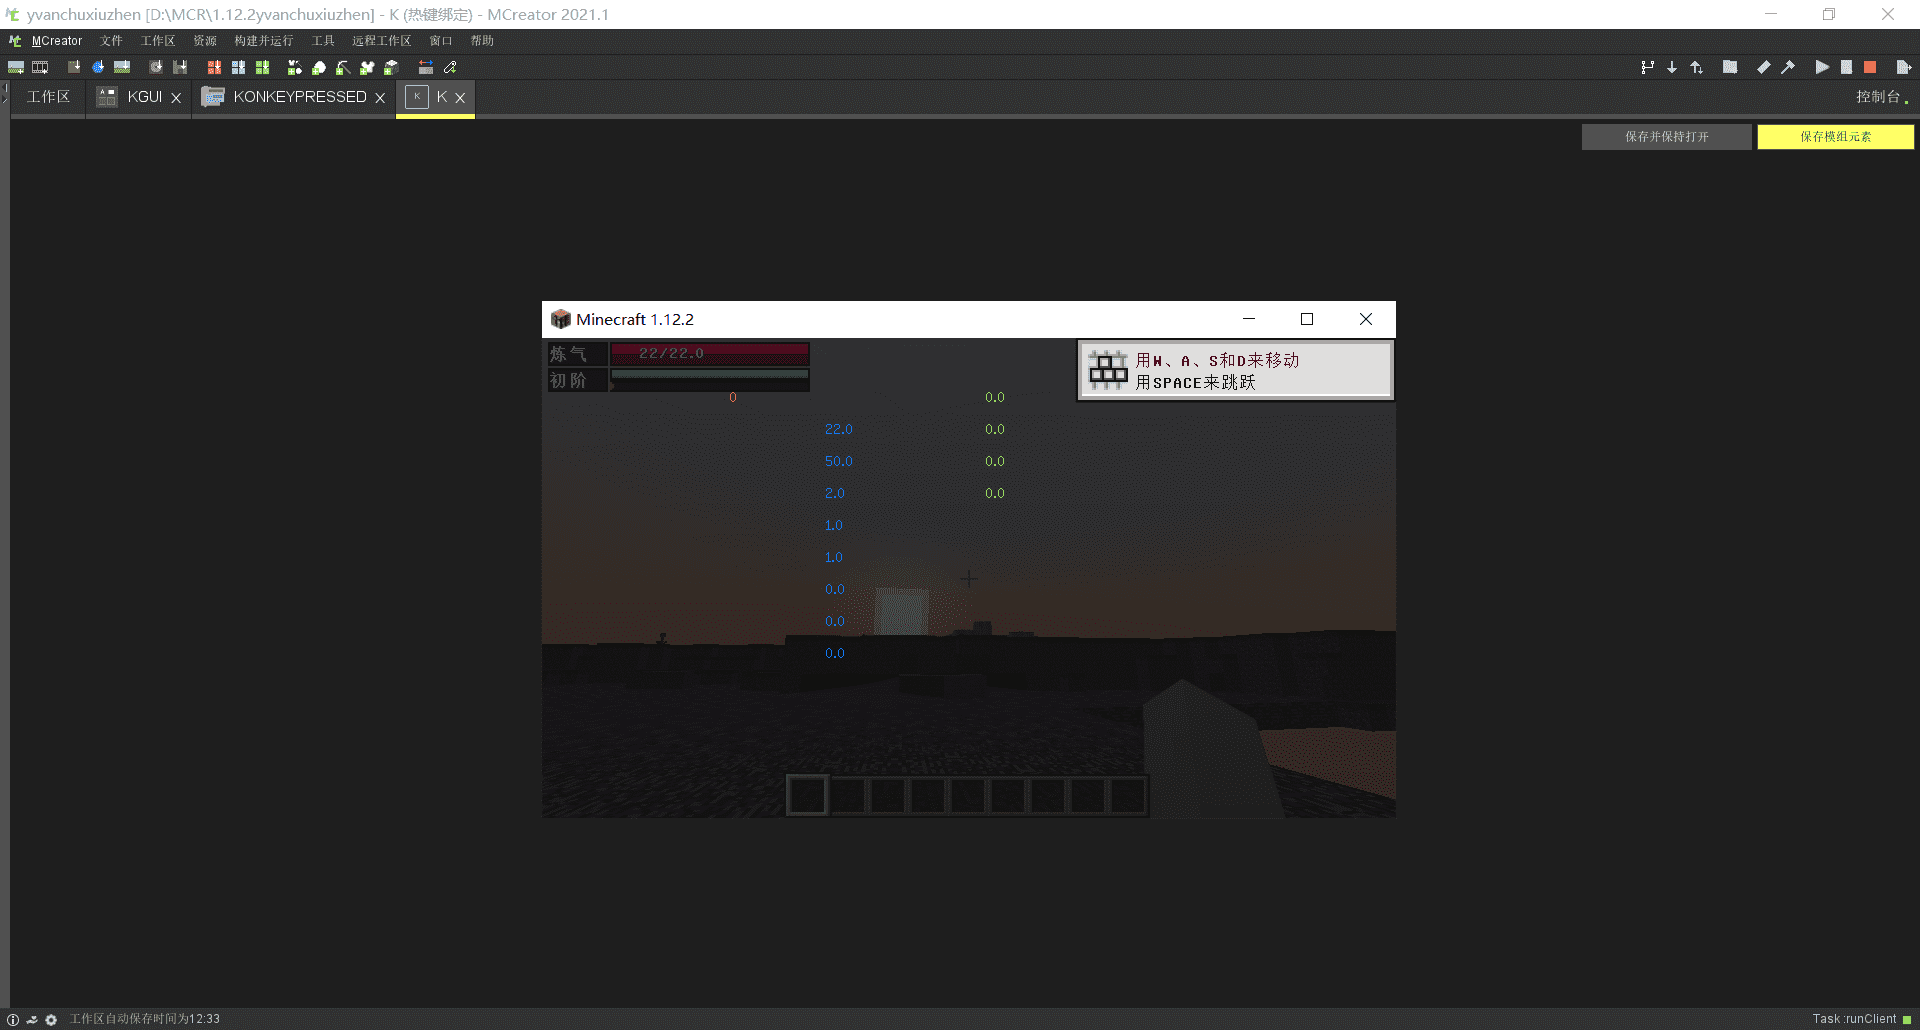 yvanchuxiuzhen [D:\MCR\1.12.2yvanchuxiuzhen] - K (热键绑定) - MCreator 2021.1
MCreator 文件 工作区 资源 构建并运行 工具 远程工作区 窗口 帮助
工作区 KGUI KONKEYPRESSED K K 控制台
保存并保持打开 保存模组元素
Minecraft 1.12.2
炼气 22/22.0
初阶
用W、A、S和D来移动
用SPACE来跳跃
0 0.0
22.0 0.0
50.0 0.0
2.0 0.0
1.0
1.0
0.0
0.0
0.0
工作区自动保存时间为12:33
Task :runClient